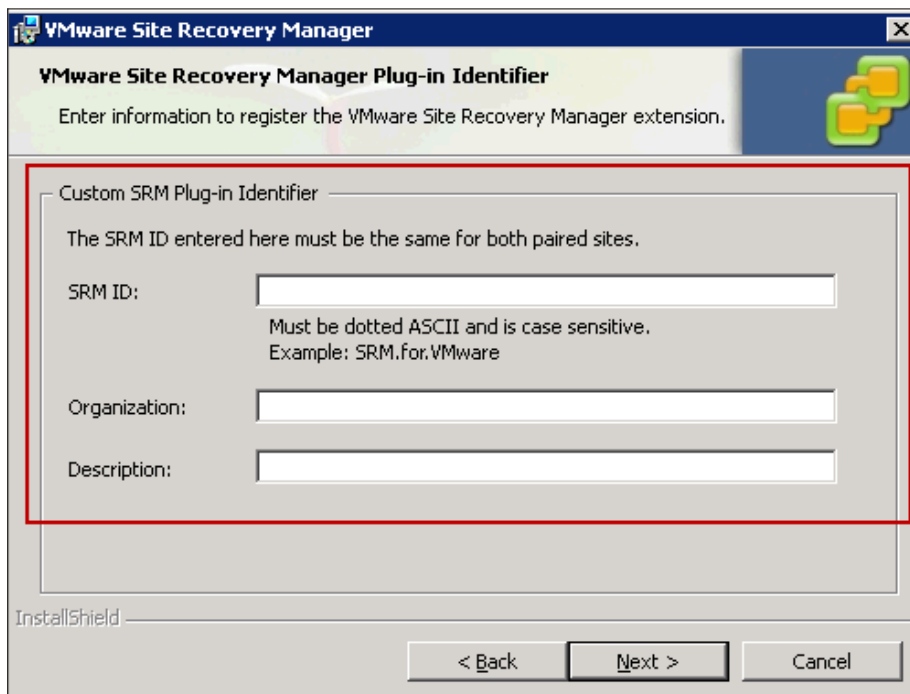 VMware Site Recovery Manager
VMware Site Recovery Manager Plug-in Identifier
Enter information to register the VMware Site Recovery Manager extension.
Custom SRM Plug-in Identifier
The SRM ID entered here must be the same for both paired sites.
SRM ID:
Must be dotted ASCII and is case sensitive.
Example: SRM.for.VMware
Organization:
Description:
InstallShield
< Back
Next >
Cancel